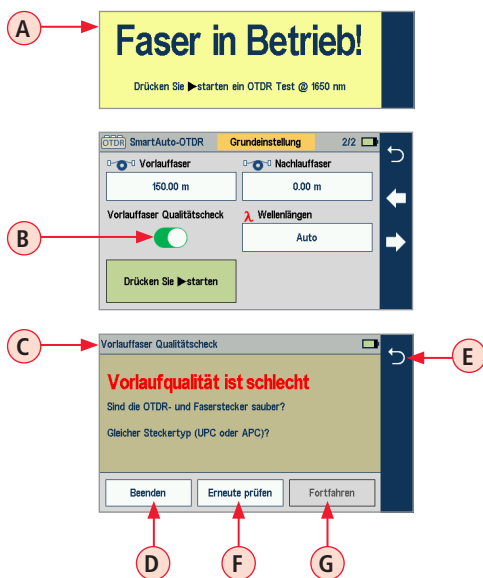 A
Faser in Betrieb!
Drücken Sie ▶starten ein OTDR Test @ 1650 nm
OTDR SmartAuto-OTDR Grundeinstellung 2/2
Vorlauffaser Nachlauffaser
150.00 m 0.00 m
Vorlauffaser Qualitätscheck λ Wellenlängen
B
Auto
Drücken Sie ▶starten
C
Vorlauffaser Qualitätscheck
E
Vorlaufqualität ist schlecht
Sind die OTDR- und Faserstecker sauber?
Gleicher Steckertyp (UPC oder APC)?
Beenden Erneute prüfen Fortfahren
D F G